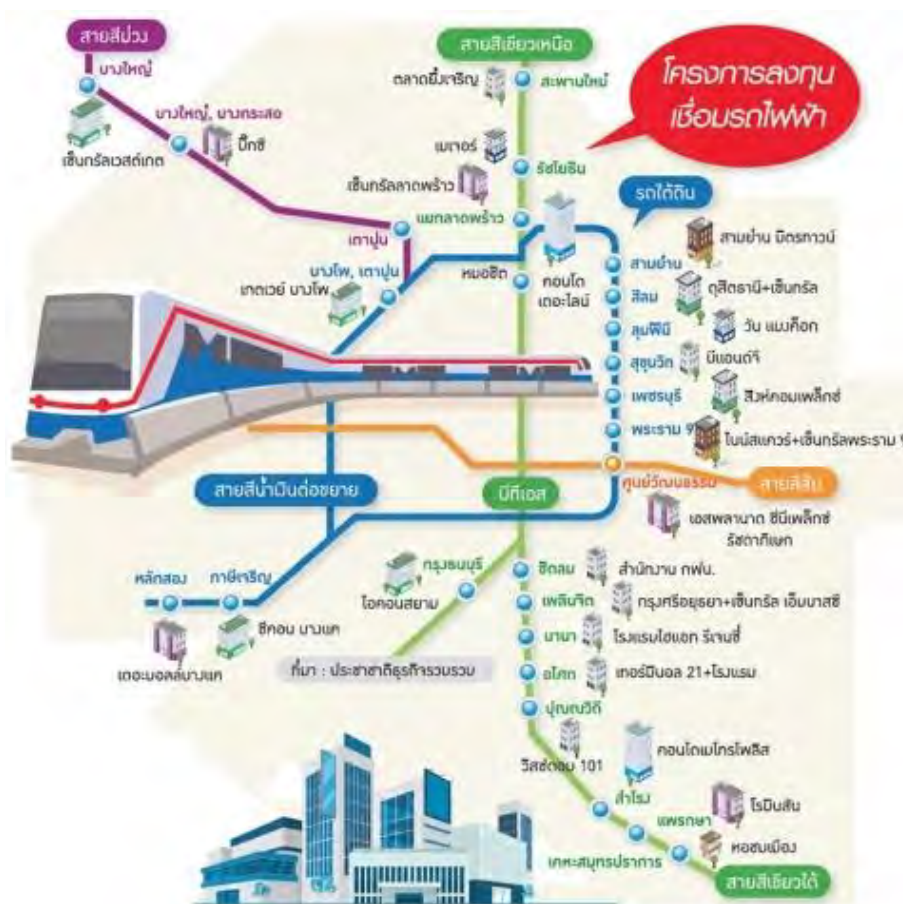 สายสีม่วง
บางใหญ่
เซ็นทรัลเวสต์เกต
บางใหญ่, บางกระสอ
บิ๊กซี
เตาปูน
สายสีเขียวเหนือ
ตลาดยิ่งเจริญ
สะพานใหม่
เมเจอร์
รัชโยธิน
เซ็นทรัลลาดพร้าว
แยกลาดพร้าว
หมอชิต
คอนโด
เดอะไลน์
โครงการลงทุน
เชื่อมรถไฟฟ้า
บางโพ, เตาปูน
เกตเวย์ บางโพ
รถใต้ดิน
สามย่าน
สามย่าน มิตรทาวน์
สีลม
ดุสิตธานี+เซ็นทรัล
ลุมพินี
วัน แบงค็อก
สุขุมวิท
บีแอนด์จี
เพชรบุรี
สิงห์คอมเพล็กซ์
พระราม 9
ไนน์สแควร์+เซ็นทรัลพระราม 9
ศูนย์วัฒนธรรม
สายสีส้ม
เอสพลานาด ซีนีเพล็กซ์
รัชดาภิเษก
สายสีน้ำเงินต่อขยาย
บีทีเอส
หลักสอง
ภาษีเจริญ
เดอะมอลล์บางแค
ซีคอน บางแค
กรุงธนบุรี
ไอคอนสยาม
ที่มา : ประชาชาติธุรกิจรวบรวม
ชิดลม
สำนักงาน กฟน.
เพลินจิต
กรุงศรีอยุธยา+เซ็นทรัล เอ็มบาสซี
นานา
โรงแรมไฮแอท รีเจนซี่
อโศก
เทอร์มินอล 21+โรงแรม
ปุณณวิถี
วิสซ์ดอม 101
คอนโดเมโทรโพลิส
สำโรง
แพรกษา
โรบินสัน
เคหะสมุทรปราการ
หอชมเมือง
สายสีเขียวใต้